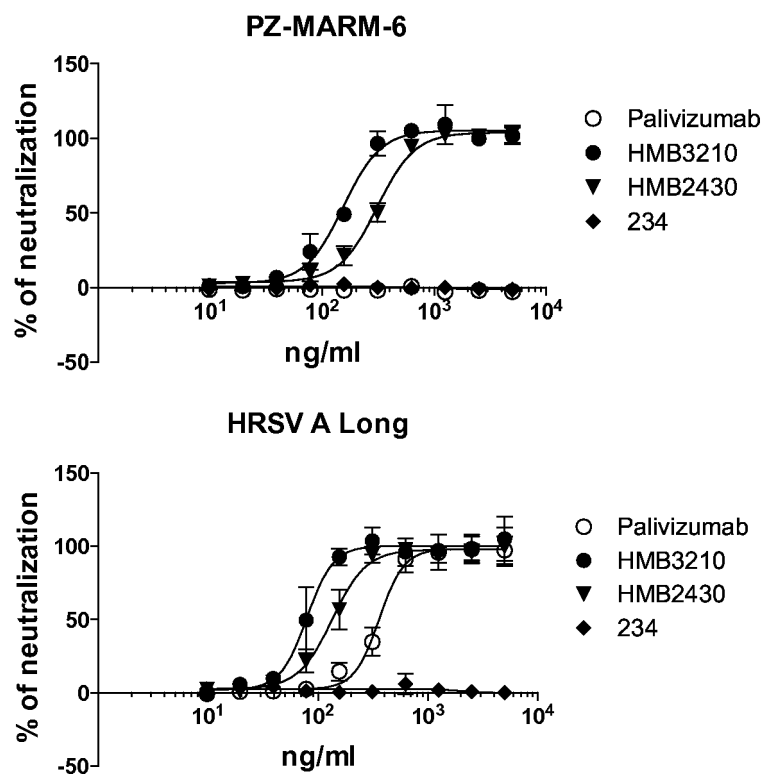 PZ-MARM-6
150
100
50
0
-50
% of neutralization
10¹ 10² 10³ 10⁴
ng/ml
Palivizumab
HMB3210
HMB2430
234
HRSV A Long
150
100
50
0
-50
% of neutralization
10¹ 10² 10³ 10⁴
ng/ml
Palivizumab
HMB3210
HMB2430
234